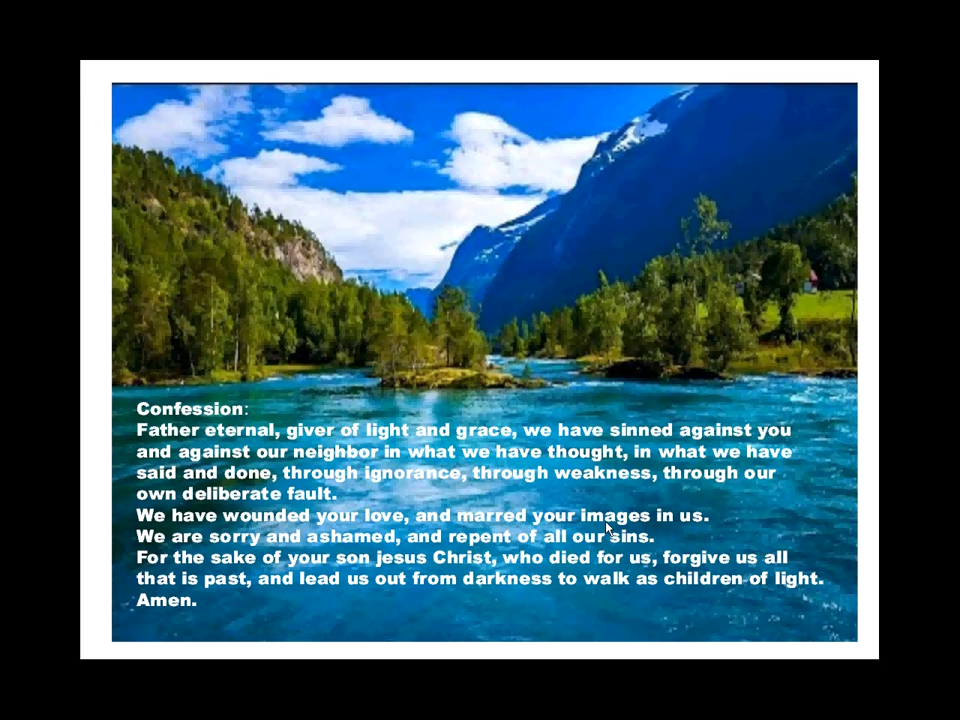 Confession:
Father eternal, giver of light and grace, we have sinned against you
and against our neighbor in what we have thought, in what we have
said and done, through ignorance, through weakness, through our
own deliberate fault.
We have wounded your love, and marred your images in us.
We are sorry and ashamed, and repent of all our sins.
For the sake of your son jesus Christ, who died for us, forgive us all
that is past, and lead us out from darkness to walk as children of light.
Amen.